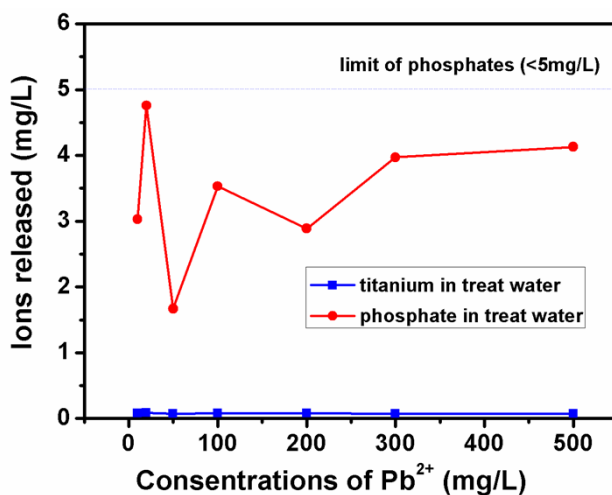 6
limit of phosphates (<5mg/L)
5
4
3
2
1
0
Ions released (mg/L)
titanium in treat water
phosphate in treat water
0 100 200 300 400 500
Consentrations of Pb²⁺ (mg/L)